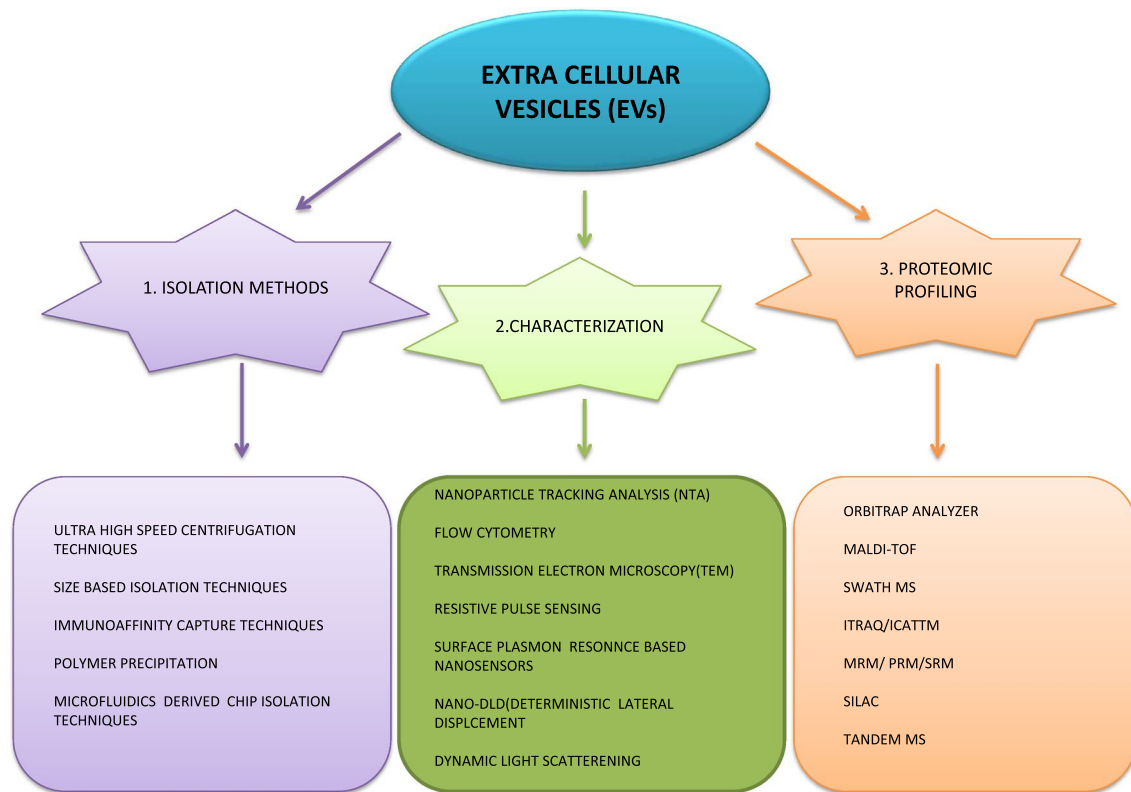 EXTRA CELLULAR
VESICLES (EVs)
1. ISOLATION METHODS
2.CHARACTERIZATION
3. PROTEOMIC
PROFILING
ULTRA HIGH SPEED CENTRIFUGATION
TECHNIQUES
SIZE BASED ISOLATION TECHNIQUES
IMMUNOAFFINITY CAPTURE TECHNIQUES
POLYMER PRECIPITATION
MICROFLUIDICS DERIVED CHIP ISOLATION
TECHNIQUES
NANOPARTICLE TRACKING ANALYSIS (NTA)
FLOW CYTOMETRY
TRANSMISSION ELECTRON MICROSCOPY(TEM)
RESISTIVE PULSE SENSING
SURFACE PLASMON RESONNCE BASED
NANOSENSORS
NANO-DLD(DETERMINISTIC LATERAL
DISPLCEMENT
DYNAMIC LIGHT SCATTERENING
ORBITRAP ANALYZER
MALDI-TOF
SWATH MS
ITRAQ/ICATTM
MRM/ PRM/SRM
SILAC
TANDEM MS